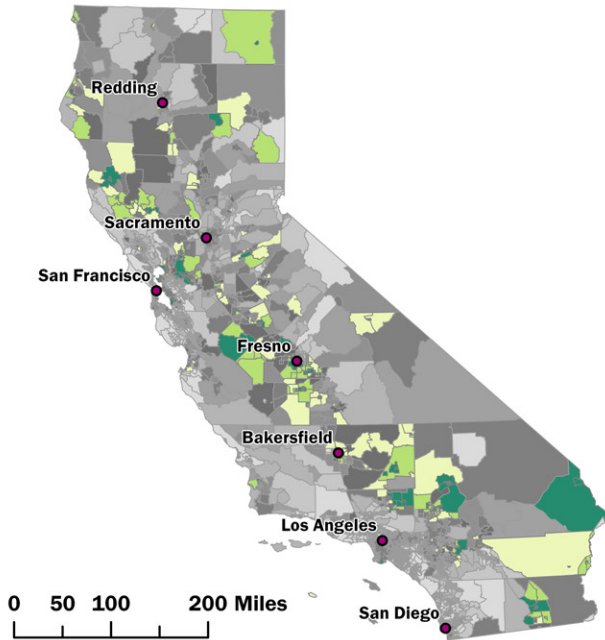 Redding
Sacramento
San Francisco
Fresno
Bakersfield
Los Angeles
0 50 100 200 Miles
San Diego